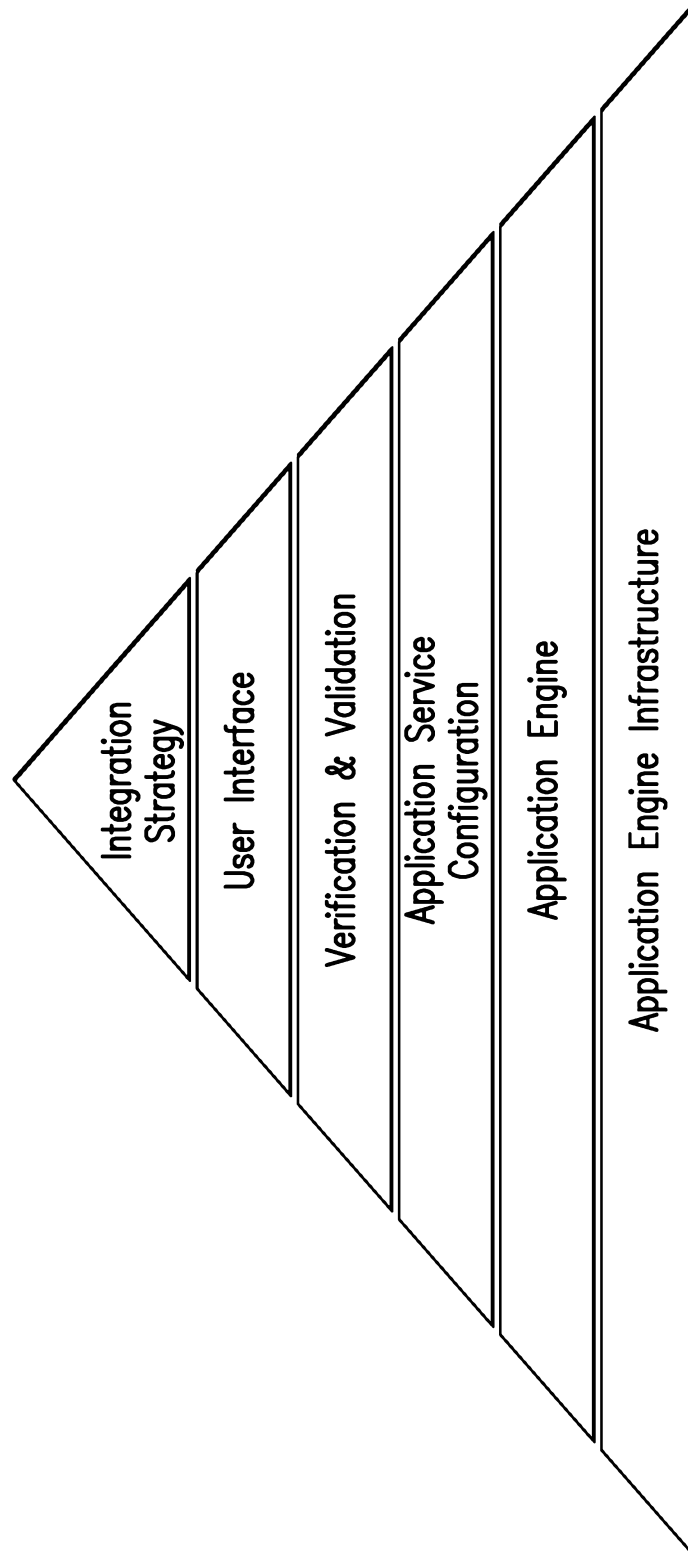 Integration
Strategy
User Interface
Verification & Validation
Application Service
Configuration
Application Engine
Application Engine Infrastructure